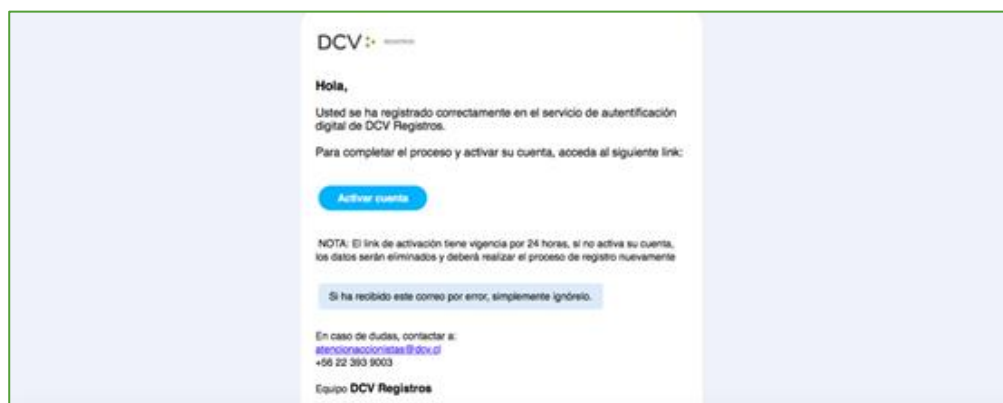 DCV REGISTROS
Hola,
Usted se ha registrado correctamente en el servicio de autentificación
digital de DCV Registros.
Para completar el proceso y activar su cuenta, acceda al siguiente link:
Activar cuenta
NOTA: El link de activación tiene vigencia por 24 horas, si no activa su cuenta,
los datos serán eliminados y deberá realizar el proceso de registro nuevamente
Si ha recibido este correo por error, simplemente ignórelo.
En caso de dudas, contactar a:
atencionaccionistas@dcv.cl
+56 22 393 9003
Equipo DCV Registros